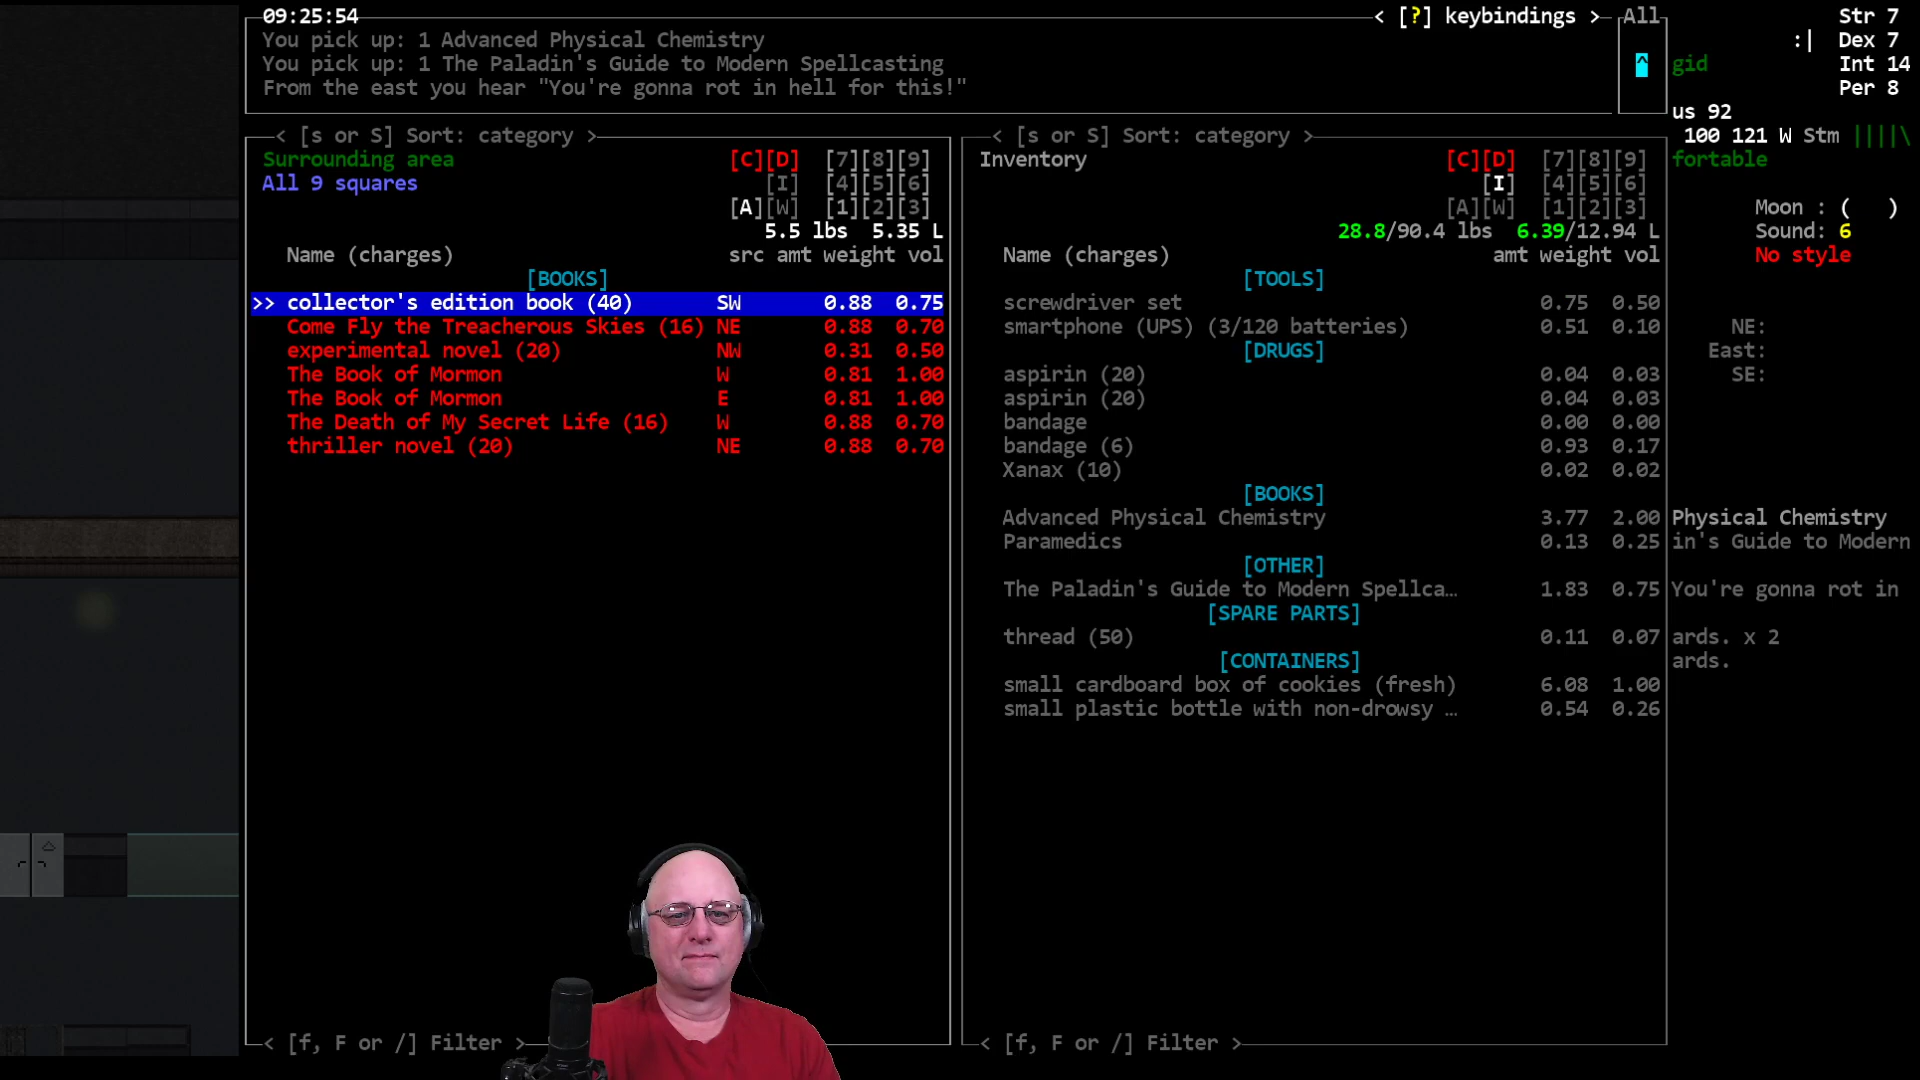 09:25:54
< [?] keybindings >
All
You pick up: 1 Advanced Physical Chemistry
You pick up: 1 The Paladin's Guide to Modern Spellcasting
From the east you hear "You're gonna rot in hell for this!"
^
Str 7
:| Dex 7
gid Int 14
Per 8
us 92
100 121 W Stm ||||\
fortable
Moon : ( )
Sound: 6
No style
NE:
East:
SE:
Physical Chemistry
in's Guide to Modern
You're gonna rot in
ards. x 2
ards.
< [s or S] Sort: category >
Surrounding area [C][D] [7][8][9]
All 9 squares [I] [4][5][6]
[A][W] [1][2][3]
5.5 lbs 5.35 L
Name (charges) src amt weight vol
[BOOKS]
>> collector's edition book (40) SW 0.88 0.75
Come Fly the Treacherous Skies (16) NE 0.88 0.70
experimental novel (20) NW 0.31 0.50
The Book of Mormon W 0.81 1.00
The Book of Mormon E 0.81 1.00
The Death of My Secret Life (16) W 0.88 0.70
thriller novel (20) NE 0.88 0.70
< [f, F or /] Filter >
< [s or S] Sort: category >
Inventory [C][D] [7][8][9]
[I] [4][5][6]
[A][W] [1][2][3]
28.8/90.4 lbs 6.39/12.94 L
Name (charges) amt weight vol
[TOOLS]
screwdriver set 0.75 0.50
smartphone (UPS) (3/120 batteries) 0.51 0.10
[DRUGS]
aspirin (20) 0.04 0.03
aspirin (20) 0.04 0.03
bandage 0.00 0.00
bandage (6) 0.93 0.17
Xanax (10) 0.02 0.02
[BOOKS]
Advanced Physical Chemistry 3.77 2.00
Paramedics 0.13 0.25
[OTHER]
The Paladin's Guide to Modern Spellca… 1.83 0.75
[SPARE PARTS]
thread (50) 0.11 0.07
[CONTAINERS]
small cardboard box of cookies (fresh) 6.08 1.00
small plastic bottle with non-drowsy … 0.54 0.26
< [f, F or /] Filter >